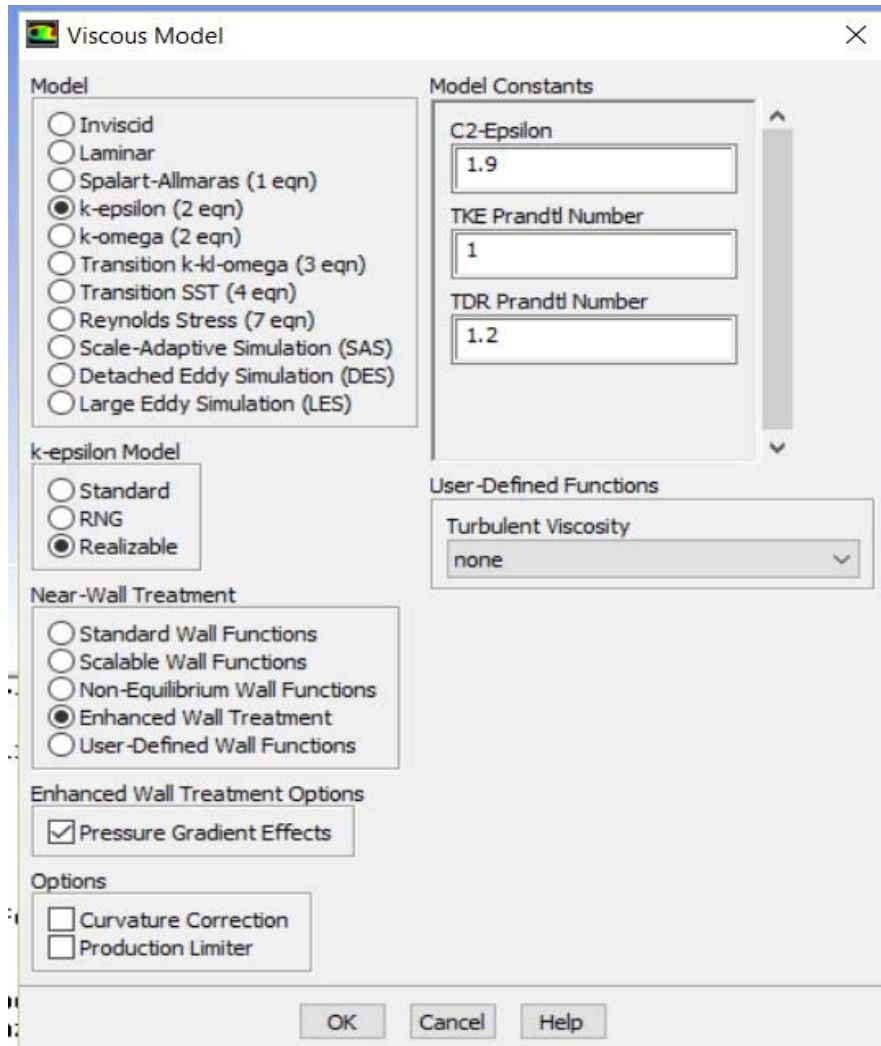 Viscous Model
Model
Inviscid
Laminar
Spalart-Allmaras (1 eqn)
k-epsilon (2 eqn)
k-omega (2 eqn)
Transition k-kl-omega (3 eqn)
Transition SST (4 eqn)
Reynolds Stress (7 eqn)
Scale-Adaptive Simulation (SAS)
Detached Eddy Simulation (DES)
Large Eddy Simulation (LES)
k-epsilon Model
Standard
RNG
Realizable
Near-Wall Treatment
Standard Wall Functions
Scalable Wall Functions
Non-Equilibrium Wall Functions
Enhanced Wall Treatment
User-Defined Wall Functions
Enhanced Wall Treatment Options
Pressure Gradient Effects
Options
Curvature Correction
Production Limiter
Model Constants
C2-Epsilon
1.9
TKE Prandtl Number
1
TDR Prandtl Number
1.2
User-Defined Functions
Turbulent Viscosity
none
OK Cancel Help